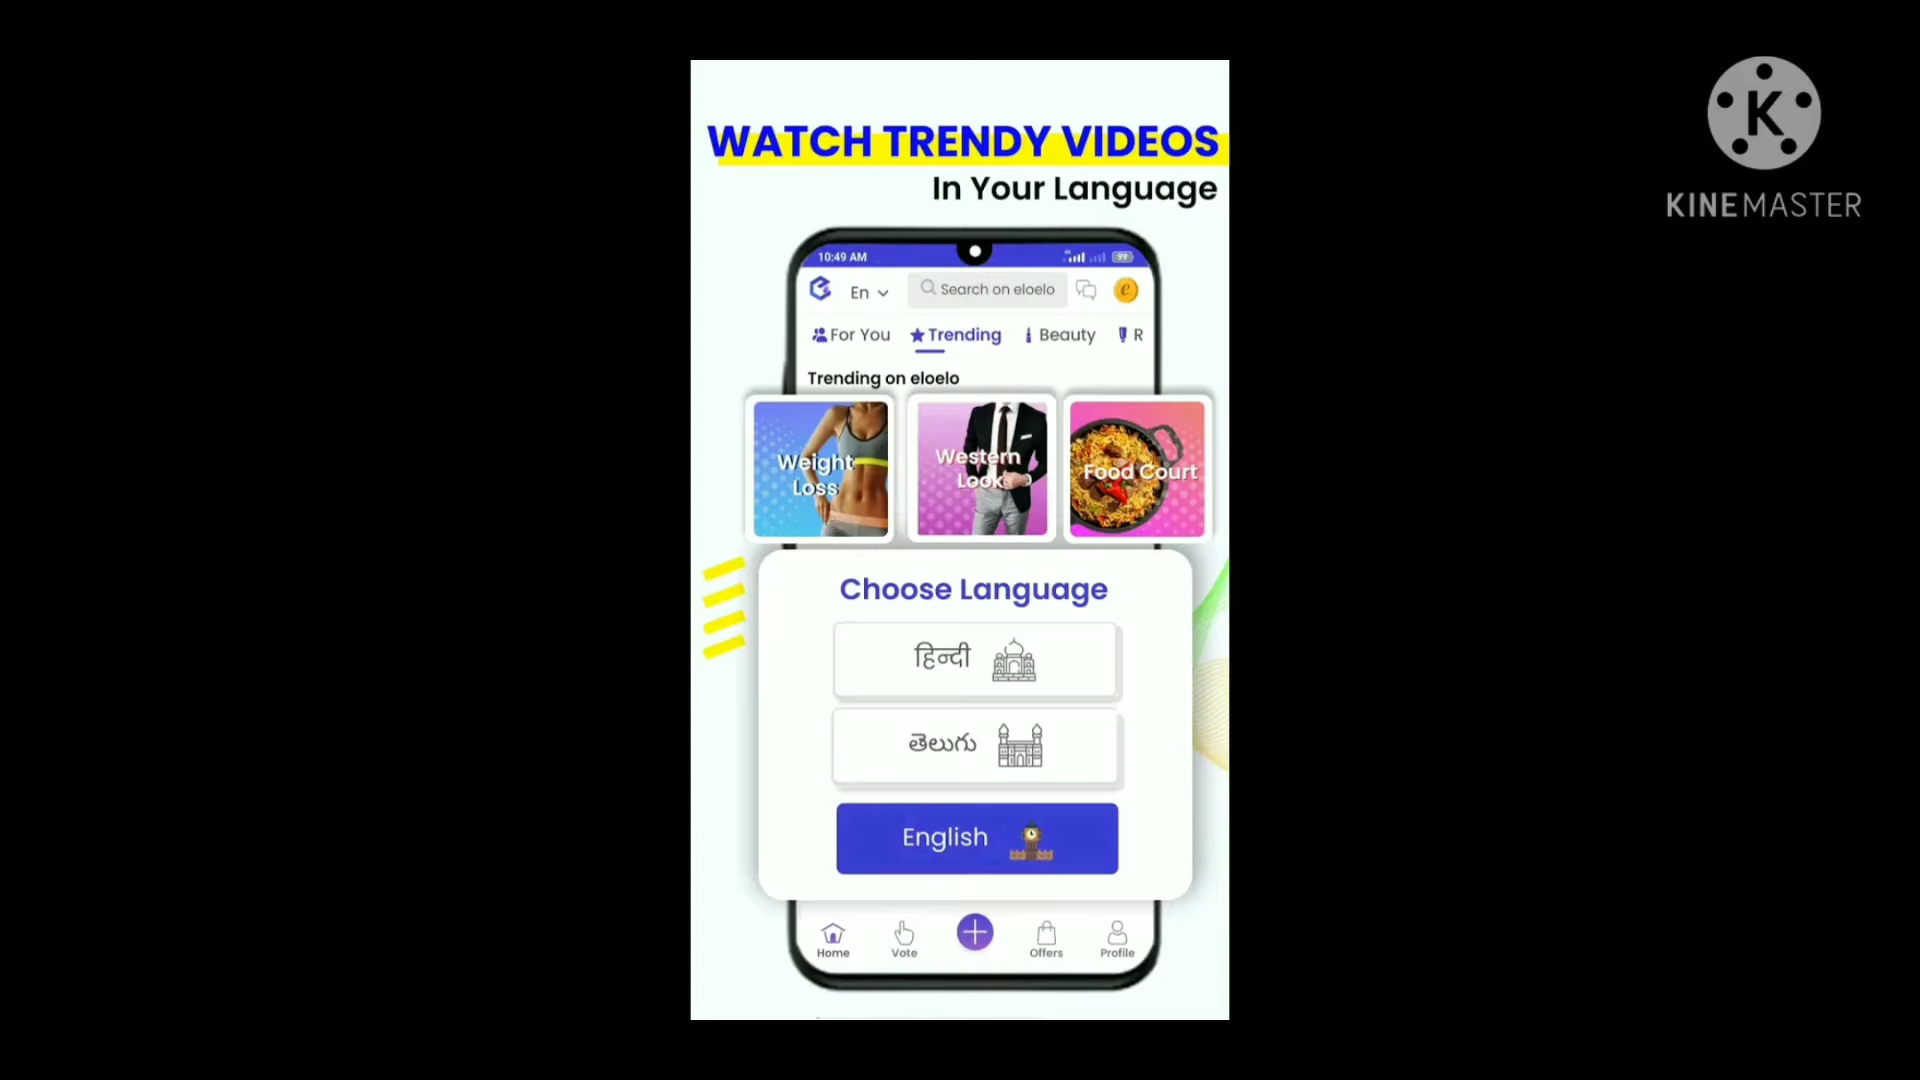 WATCH TRENDY VIDEOS
In Your Language
K
KINEMASTER
10:49 AM
99
En
Search on eloelo
e
For You
Trending
Beauty
R
Trending on eloelo
Weight
Loss
Western
Look
Food Court
Choose Language
हिन्दी
తెలుగు
English
Home
Vote
Offers
Profile